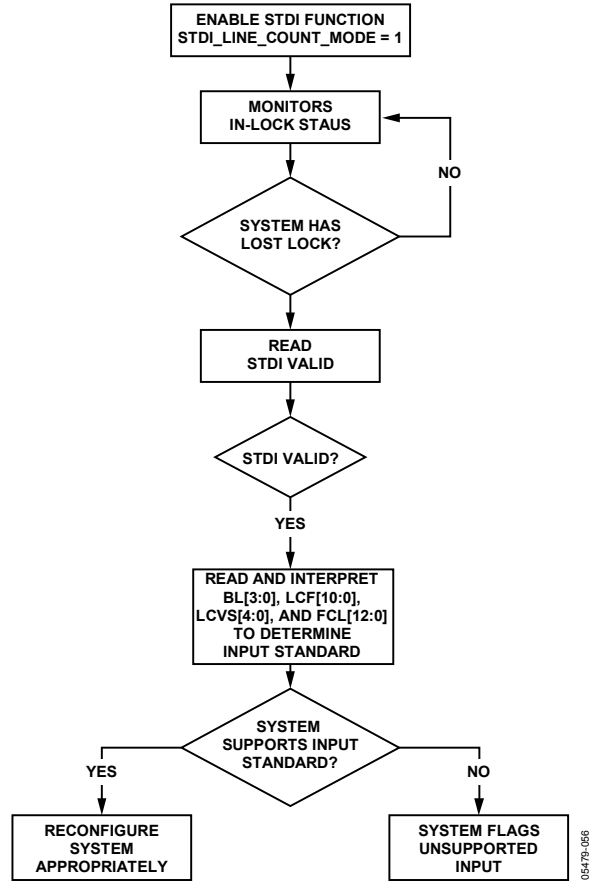 ENABLE STDI FUNCTION
STDI_LINE_COUNT_MODE = 1
MONITORS
IN-LOCK STAUS
NO
SYSTEM HAS
LOST LOCK?
READ
STDI VALID
STDI VALID?
YES
READ AND INTERPRET
BL[3:0], LCF[10:0],
LCVS[4:0], AND FCL[12:0]
TO DETERMINE
INPUT STANDARD
SYSTEM
SUPPORTS INPUT
STANDARD?
YES
NO
RECONFIGURE
SYSTEM
APPROPRIATELY
SYSTEM FLAGS
UNSUPPORTED
INPUT
05479-056